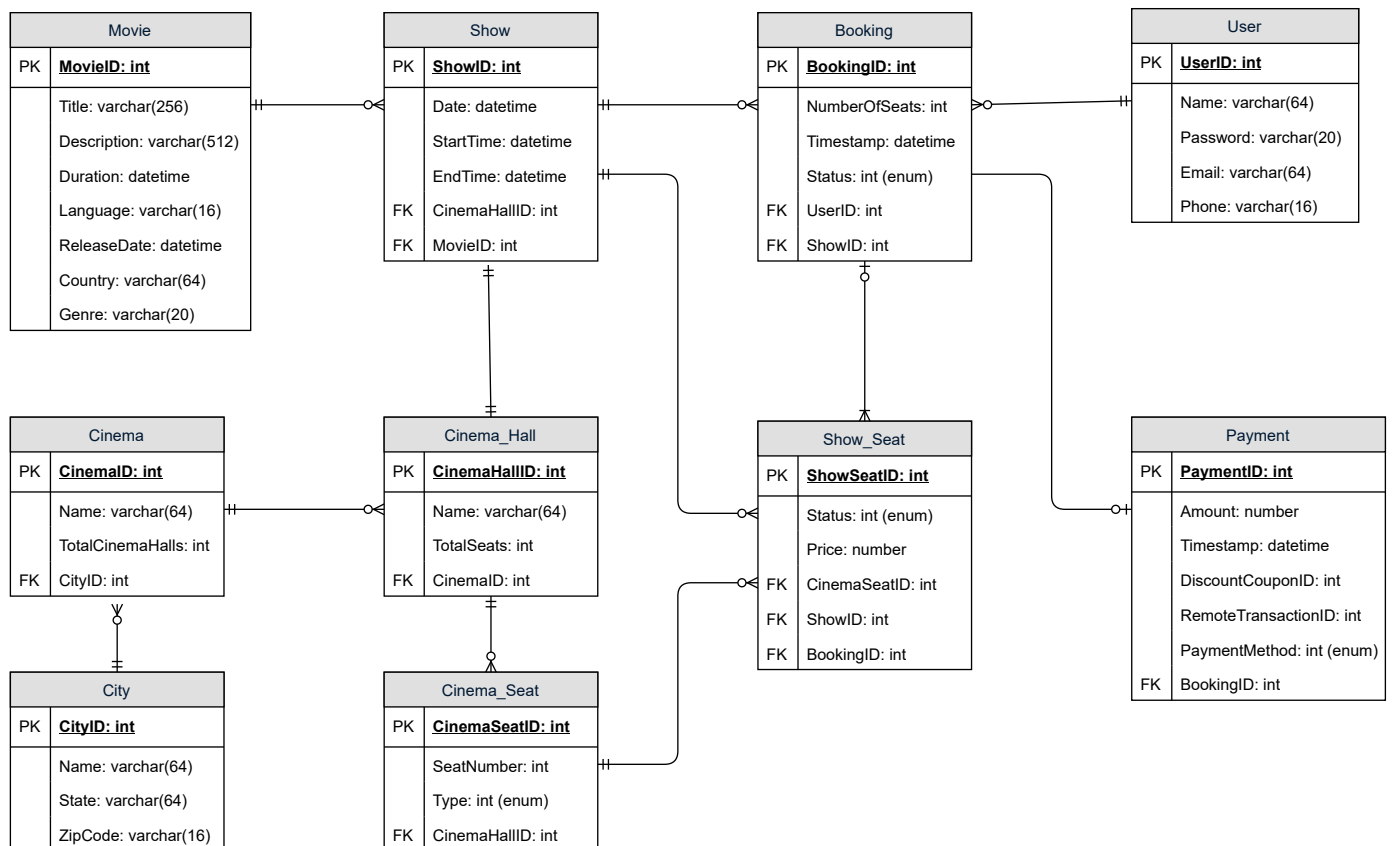 Movie
PK MovieID: int
Title: varchar(256)
Description: varchar(512)
Duration: datetime
Language: varchar(16)
ReleaseDate: datetime
Country: varchar(64)
Genre: varchar(20)
Show
PK ShowID: int
Date: datetime
StartTime: datetime
EndTime: datetime
FK CinemaHallID: int
FK MovieID: int
Booking
PK BookingID: int
NumberOfSeats: int
Timestamp: datetime
Status: int (enum)
FK UserID: int
FK ShowID: int
User
PK UserID: int
Name: varchar(64)
Password: varchar(20)
Email: varchar(64)
Phone: varchar(16)
Cinema
PK CinemaID: int
Name: varchar(64)
TotalCinemaHalls: int
FK CityID: int
Cinema_Hall
PK CinemaHallID: int
Name: varchar(64)
TotalSeats: int
FK CinemaID: int
Show_Seat
PK ShowSeatID: int
Status: int (enum)
Price: number
FK CinemaSeatID: int
FK ShowID: int
FK BookingID: int
Payment
PK PaymentID: int
Amount: number
Timestamp: datetime
DiscountCouponID: int
RemoteTransactionID: int
PaymentMethod: int (enum)
FK BookingID: int
City
PK CityID: int
Name: varchar(64)
State: varchar(64)
ZipCode: varchar(16)
Cinema_Seat
PK CinemaSeatID: int
SeatNumber: int
Type: int (enum)
FK CinemaHallID: int